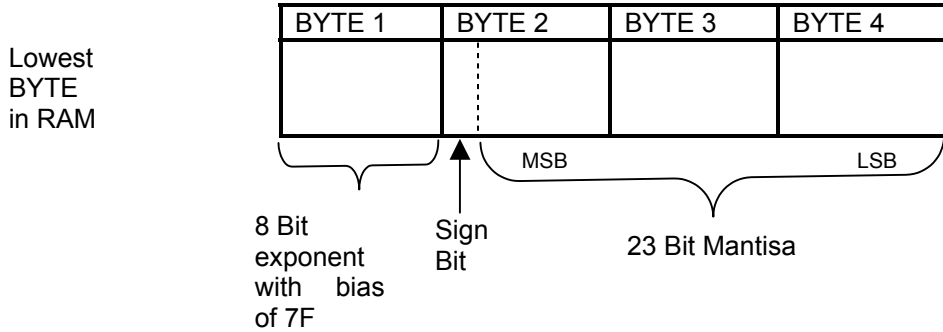 BYTE 1 BYTE 2 BYTE 3 BYTE 4
Lowest
BYTE
in RAM
MSB LSB
8 Bit
exponent
with bias
of 7F
Sign
Bit
23 Bit Mantisa